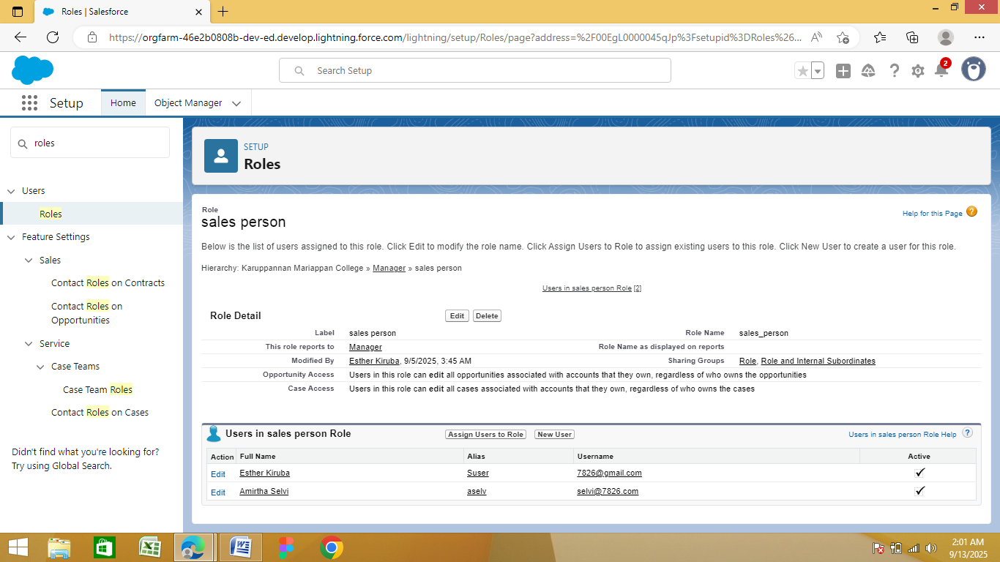 Roles | Salesforce
https://orgfarm-46e2b0808b-dev-ed.develop.lightning.force.com/lightning/setup/Roles/page?address=%2F00EgL0000045qJp%3Fsetupid%3DRoles%26...
Search Setup
2
Setup
Home
Object Manager
roles
Users
Roles
Feature Settings
Sales
Contact Roles on Contracts
Contact Roles on
Opportunities
Service
Case Teams
Case Team Roles
Contact Roles on Cases
Didn't find what you're looking for?
Try using Global Search.
SETUP
Roles
Role
sales person
Help for this Page ?
Below is the list of users assigned to this role. Click Edit to modify the role name. Click Assign Users to Role to assign existing users to this role. Click New User to create a user for this role.
Hierarchy: Karuppannan Mariappan College » Manager » sales person
Users in sales person Role [2]
Role Detail Edit Delete
Label sales person Role Name sales_person
This role reports to Manager Role Name as displayed on reports
Modified By Esther Kiruba, 9/5/2025, 3:45 AM Sharing Groups Role, Role and Internal Subordinates
Opportunity Access Users in this role can edit all opportunities associated with accounts that they own, regardless of who owns the opportunities
Case Access Users in this role can edit all cases associated with accounts that they own, regardless of who owns the cases
Users in sales person Role Assign Users to Role New User Users in sales person Role Help ?
Action Full Name Alias Username Active
Edit Esther Kiruba Suser 7826@gmail.com ✓
Edit Amirtha Selvi aselv selvi@7826.com ✓
2:01 AM
9/13/2025